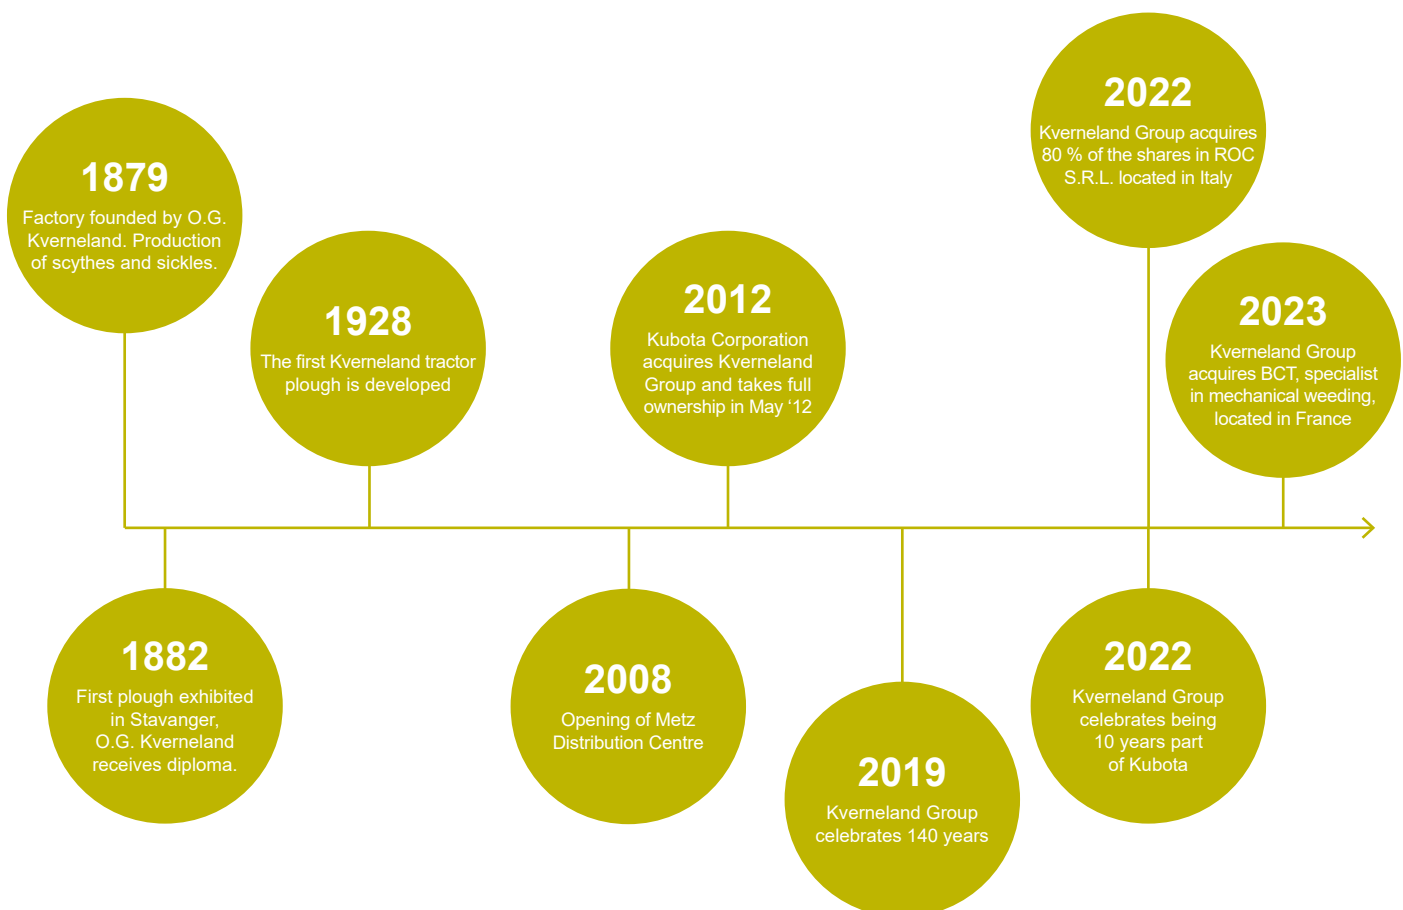 1879
Factory founded by O.G.
Kverneland. Production
of scythes and sickles.
1882
First plough exhibited
in Stavanger,
O.G. Kverneland
receives diploma.
1928
The first Kverneland tractor
plough is developed
2008
Opening of Metz
Distribution Centre
2012
Kubota Corporation
acquires Kverneland
Group and takes full
ownership in May ‘12
2019
Kverneland Group
celebrates 140 years
2022
Kverneland Group acquires
80 % of the shares in ROC
S.R.L. located in Italy
2022
Kverneland Group
celebrates being
10 years part
of Kubota
2023
Kverneland Group
acquires BCT, specialist
in mechanical weeding,
located in France